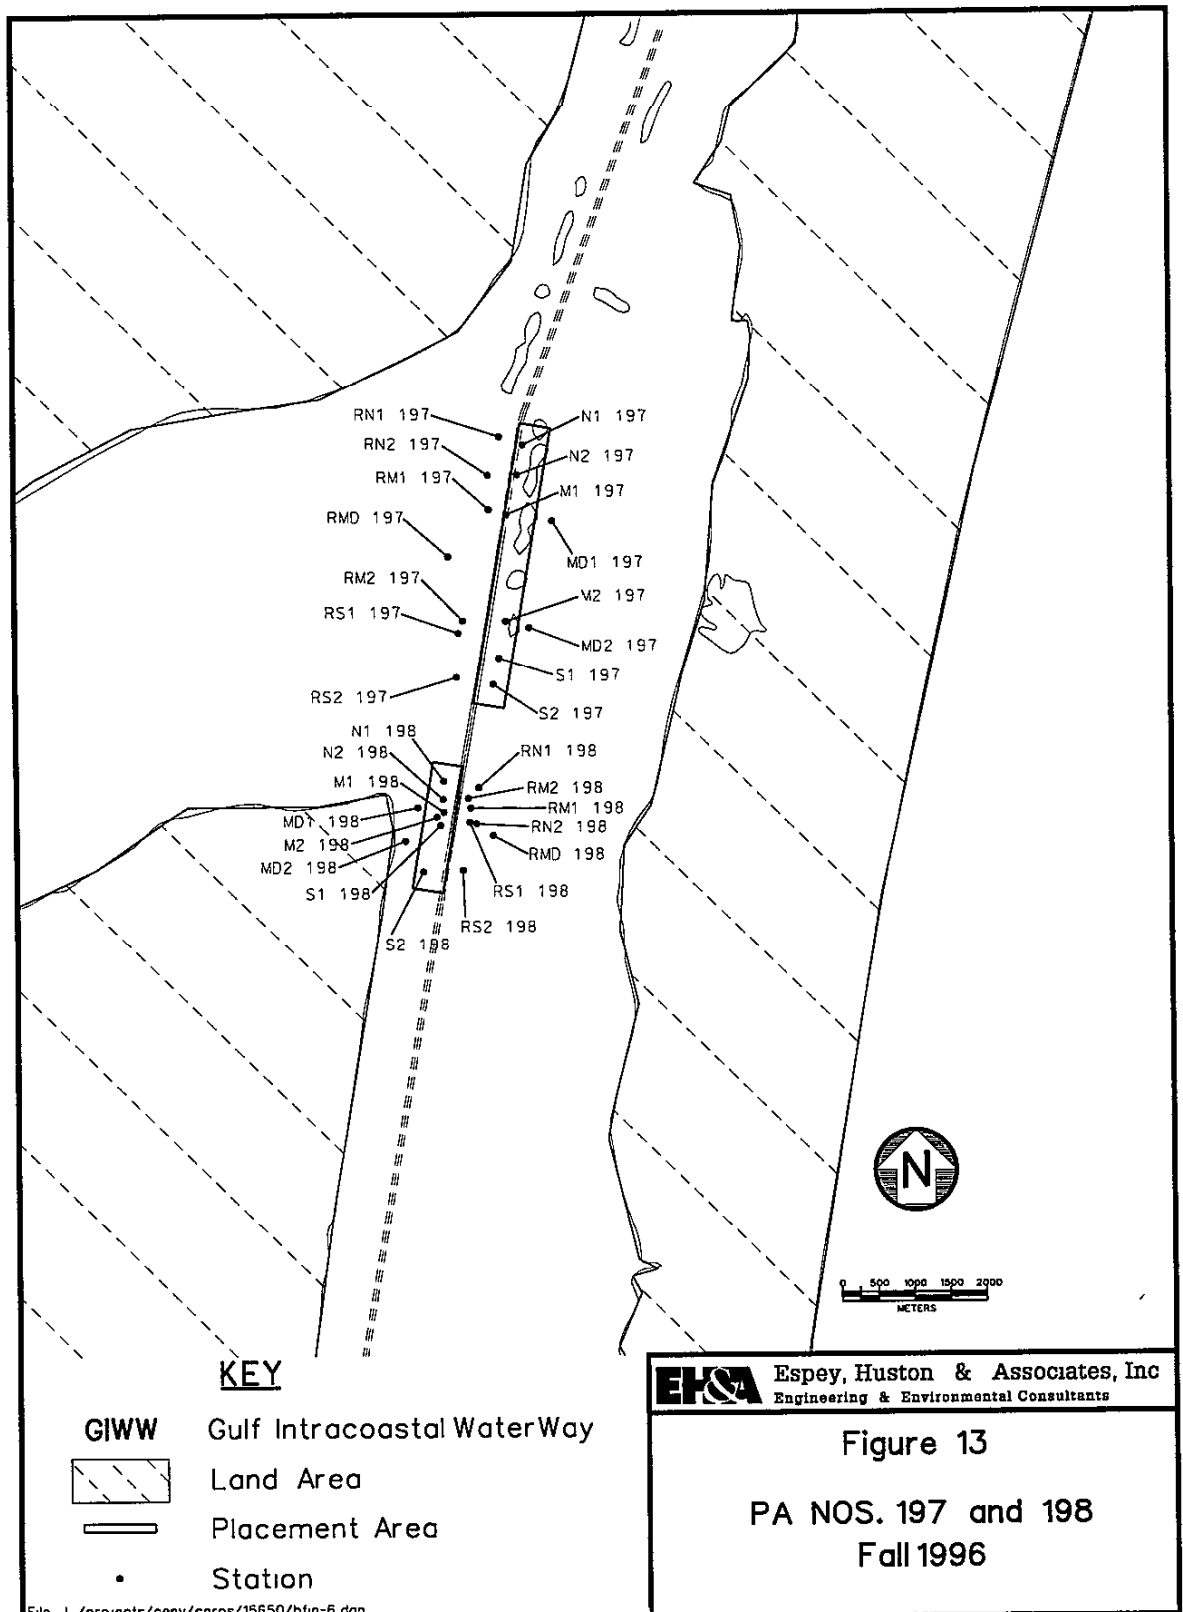 RN1 197
N1 197
RN2 197
N2 197
RM1 197
M1 197
RMD 197
MD1 197
RM2 197
M2 197
RS1 197
MD2 197
S1 197
RS2 197
S2 197
N1 198
RN1 198
N2 198
M1 198
RM2 198
RM1 198
MD1 198
RN2 198
M2 198
RMD 198
MD2 198
S1 198
RS1 198
RS2 198
S2 198
N
0 500 1000 1500 2000
METERS
KEY
GIWW Gulf Intracoastal WaterWay
Land Area
Placement Area
Station
EH&A Espey, Huston & Associates, Inc
Engineering & Environmental Consultants
Figure 13
PA NOS. 197 and 198
Fall 1996